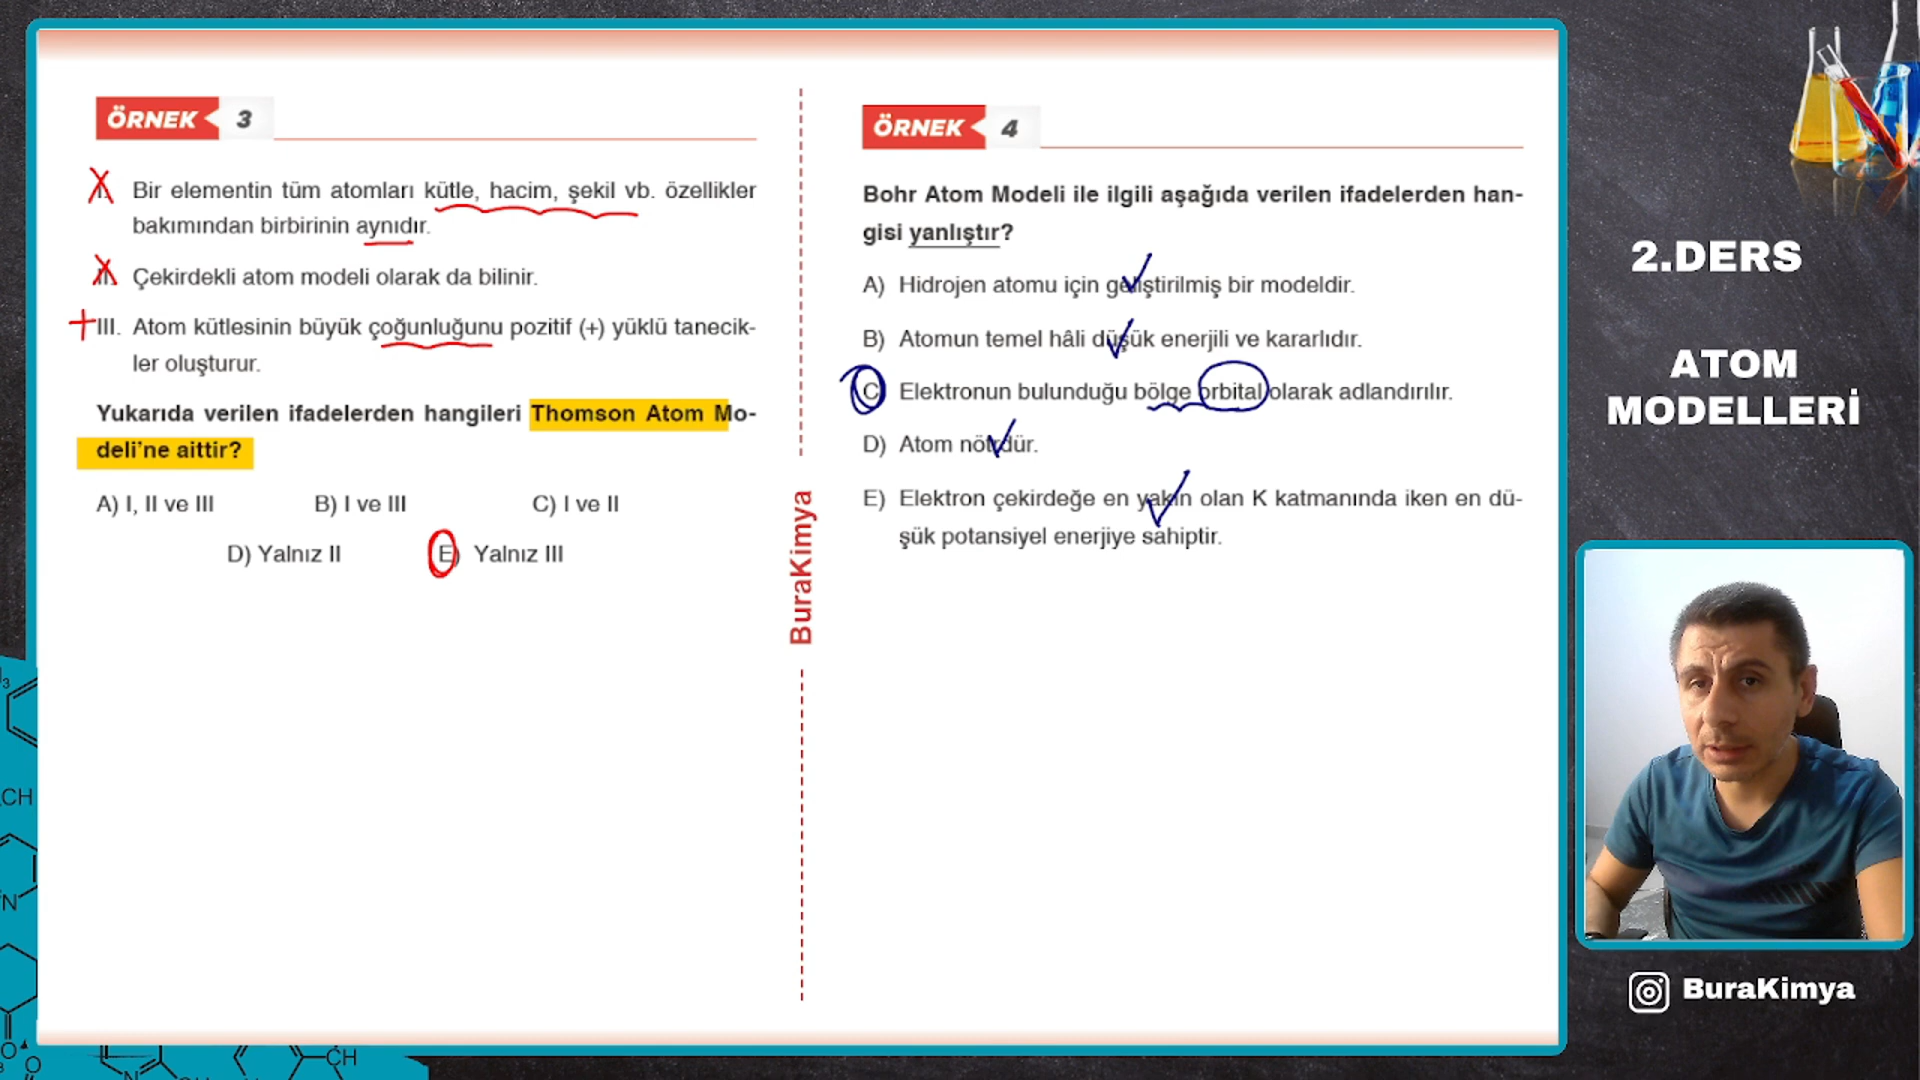 ÖRNEK 3
I. Bir elementin tüm atomları kütle, hacim, şekil vb. özellikler
bakımından birbirinin aynıdır.
II. Çekirdekli atom modeli olarak da bilinir.
III. Atom kütlesinin büyük çoğunluğunu pozitif (+) yüklü tanecik-
ler oluşturur.
Yukarıda verilen ifadelerden hangileri Thomson Atom Mo-
deli'ne aittir?
A) I, II ve III B) I ve III C) I ve II
D) Yalnız II E) Yalnız III
BuraKimya
ÖRNEK 4
Bohr Atom Modeli ile ilgili aşağıda verilen ifadelerden han-
gisi yanlıştır?
A) Hidrojen atomu için geliştirilmiş bir modeldir.
B) Atomun temel hâli düşük enerjili ve kararlıdır.
C) Elektronun bulunduğu bölge orbital olarak adlandırılır.
D) Atom nötrdür.
E) Elektron çekirdeğe en yakın olan K katmanında iken en dü-
şük potansiyel enerjiye sahiptir.
2.DERS
ATOM
MODELLERİ
BuraKimya
3
CH
N
O
O
N
CH